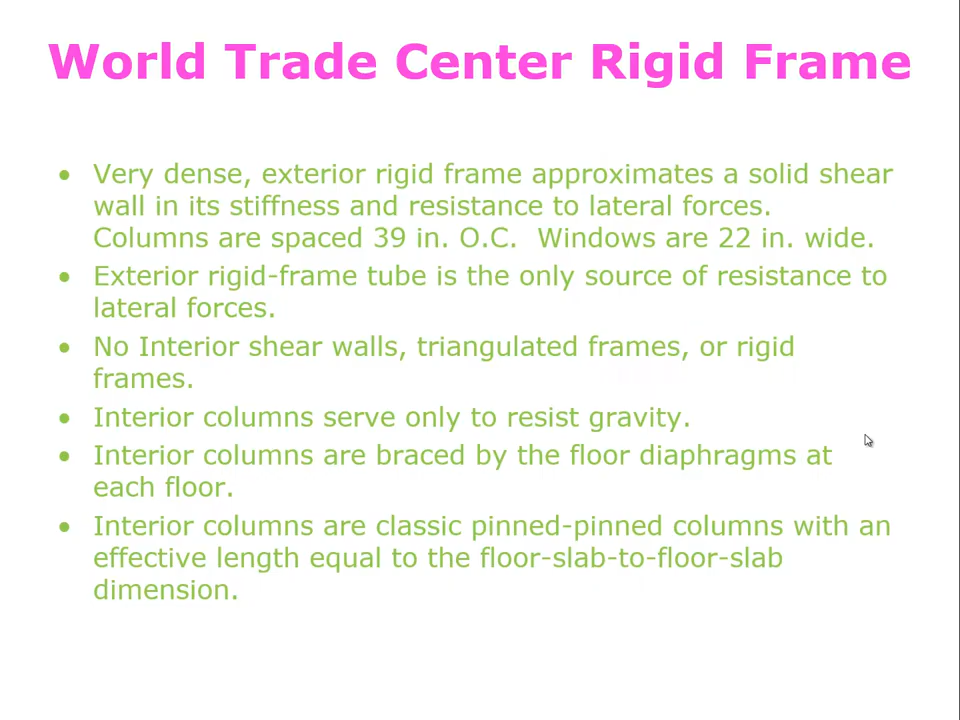 World Trade Center Rigid Frame
• Very dense, exterior rigid frame approximates a solid shear
wall in its stiffness and resistance to lateral forces.
Columns are spaced 39 in. O.C.  Windows are 22 in. wide.
• Exterior rigid-frame tube is the only source of resistance to
lateral forces.
• No Interior shear walls, triangulated frames, or rigid
frames.
• Interior columns serve only to resist gravity.
• Interior columns are braced by the floor diaphragms at
each floor.
• Interior columns are classic pinned-pinned columns with an
effective length equal to the floor-slab-to-floor-slab
dimension.